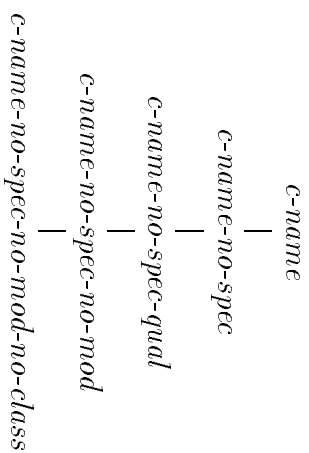 c-name
c-name-no-spec
c-name-no-spec-qual
c-name-no-spec-no-mod
c-name-no-spec-no-mod-no-class